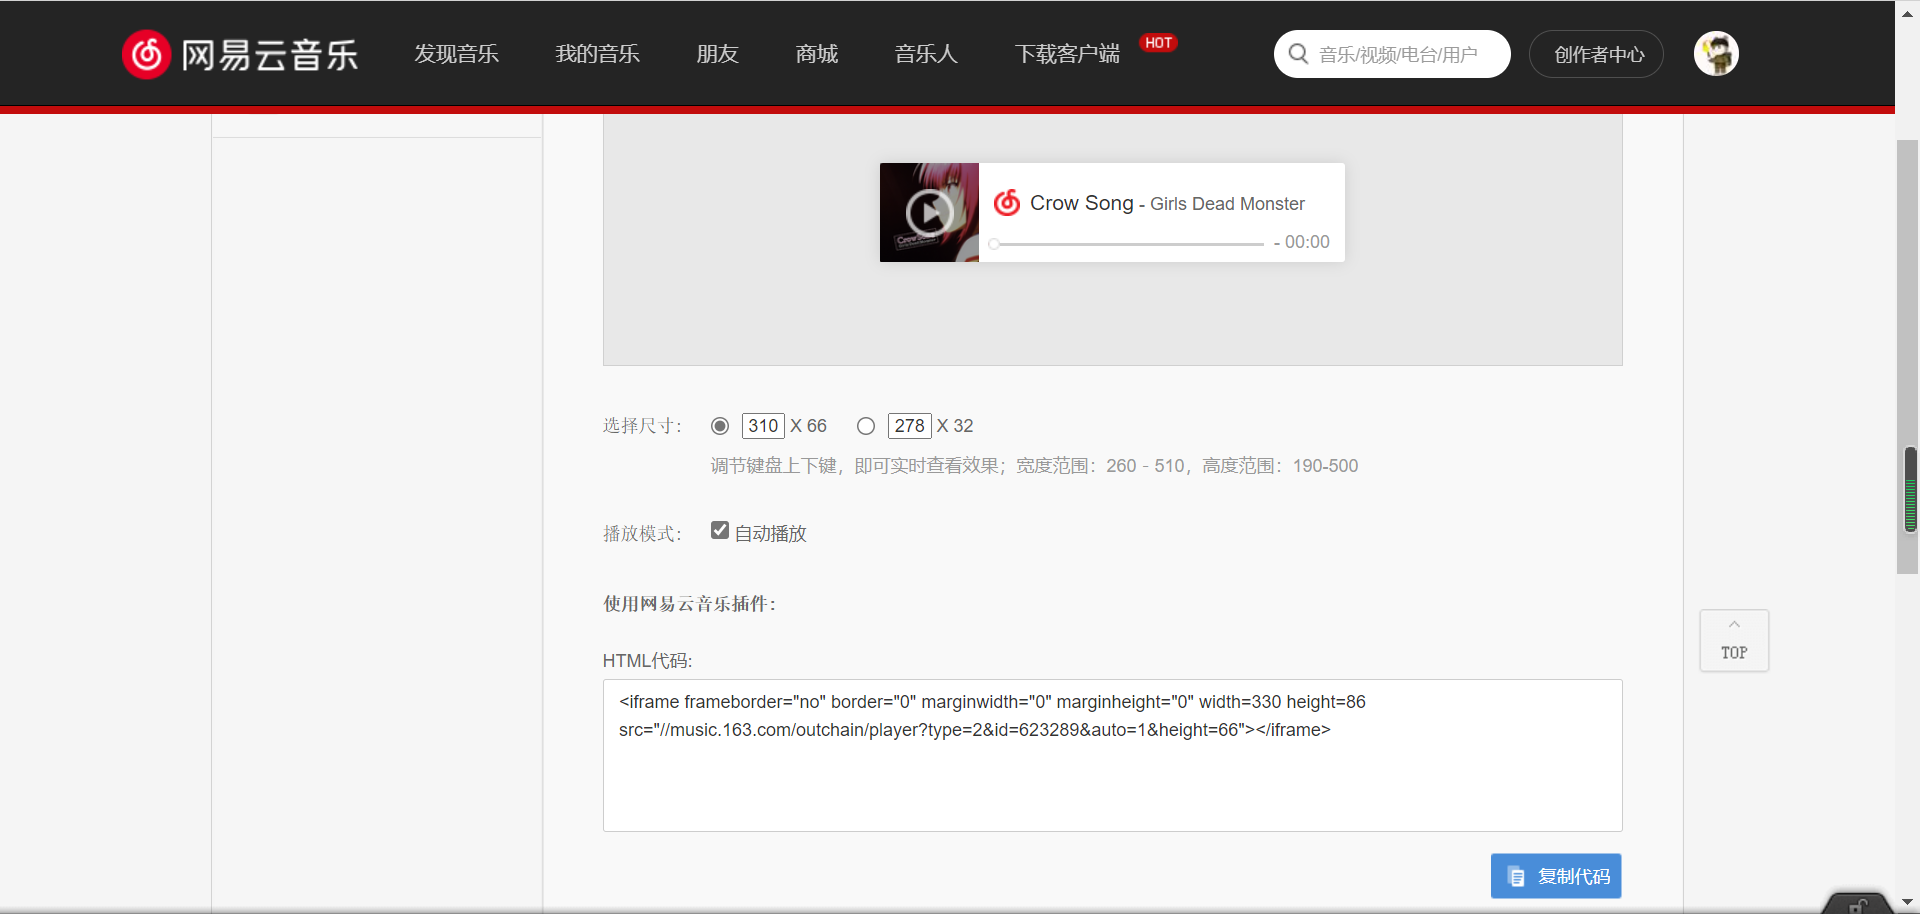 网易云音乐
发现音乐
我的音乐
朋友
商城
音乐人
下载客户端
HOT
音乐/视频/电台/用户
创作者中心
Crow Song - Girls Dead Monster
- 00:00
选择尺寸：
310 X 66
278 X 32
调节键盘上下键，即可实时查看效果；宽度范围：260 - 510，高度范围：190-500
播放模式：
自动播放
使用网易云音乐插件：
HTML代码:
<iframe frameborder="no" border="0" marginwidth="0" marginheight="0" width=330 height=86
src="//music.163.com/outchain/player?type=2&id=623289&auto=1&height=66"></iframe>
TOP
复制代码